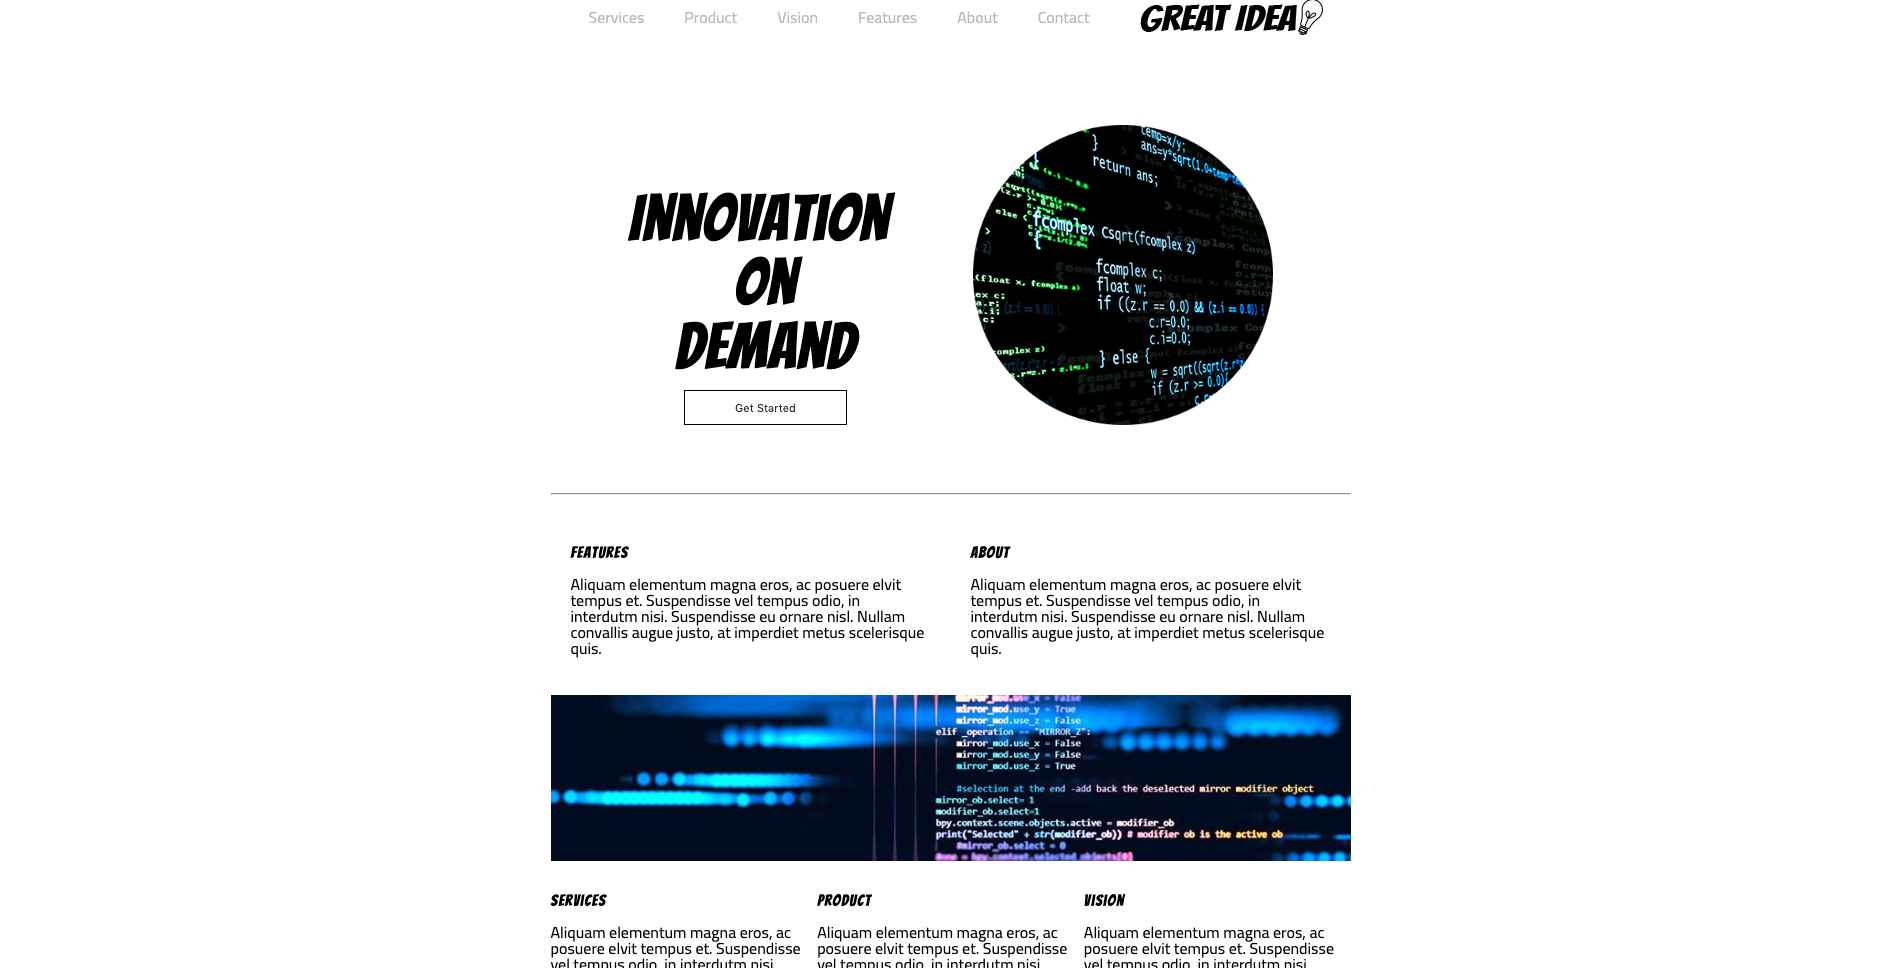 Services Product Vision Features About Contact GREAT IDEA
INNOVATION
ON
DEMAND
Get Started
temp=x/y;
}
return ans;
else {
fcomplex Csqrt(fcomplex z)
{
fcomplex c;
float w;
if ((z.r == 0.0) && (z.i == 0.0)) {
c.r=0.0;
c.i=0.0;
} else {
if (z.r >= 0.0){
FEATURES
Aliquam elementum magna eros, ac posuere elvit
tempus et. Suspendisse vel tempus odio, in
interdutm nisi. Suspendisse eu ornare nisl. Nullam
convallis augue justo, at imperdiet metus scelerisque
quis.
ABOUT
Aliquam elementum magna eros, ac posuere elvit
tempus et. Suspendisse vel tempus odio, in
interdutm nisi. Suspendisse eu ornare nisl. Nullam
convallis augue justo, at imperdiet metus scelerisque
quis.
mirror_mod.use_x = False
mirror_mod.use_y = True
mirror_mod.use_z = False
elif _operation == "MIRROR_Z":
mirror_mod.use_x = False
mirror_mod.use_y = False
mirror_mod.use_z = True
#selection at the end -add back the deselected mirror modifier object
mirror_ob.select= 1
modifier_ob.select=1
bpy.context.scene.objects.active = modifier_ob
print("Selected" + str(modifier_ob)) # modifier ob is the active ob
#mirror_ob.select = 0
#one = bpy.context.selected_objects[0]
SERVICES
Aliquam elementum magna eros, ac
posuere elvit tempus et. Suspendisse
vel tempus odio, in interdutm nisi.
PRODUCT
Aliquam elementum magna eros, ac
posuere elvit tempus et. Suspendisse
vel tempus odio, in interdutm nisi.
VISION
Aliquam elementum magna eros, ac
posuere elvit tempus et. Suspendisse
vel tempus odio, in interdutm nisi.